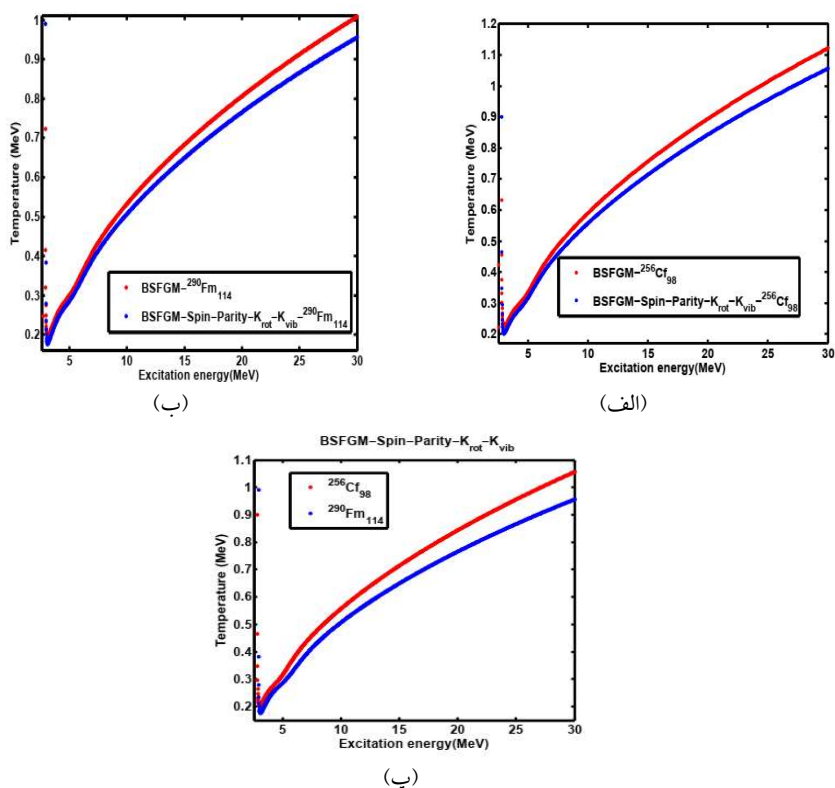 1
0.9
0.8
0.7
0.6
0.5
0.4
0.3
0.2
Temperature (MeV)
BSFGM-²⁹⁰Fm₁₁₄
BSFGM-Spin-Parity-Kᵣₒₜ-Kᵥᵢb-²⁹⁰Fm₁₁₄
5 10 15 20 25 30
Excitation energy(MeV)
(ب)
1.2
1.1
1
0.9
0.8
0.7
0.6
0.5
0.4
0.3
0.2
Temperature (MeV)
BSFGM-²⁵⁶Cf₉₈
BSFGM-Spin-Parity-Kᵣₒₜ-Kᵥᵢb-²⁵⁶Cf₉₈
5 10 15 20 25 30
Excitation energy(MeV)
(الف)
BSFGM-Spin-Parity-Kᵣₒₜ-Kᵥᵢb
1.1
1
0.9
0.8
0.7
0.6
0.5
0.4
0.3
0.2
Temperature (MeV)
²⁵⁶Cf₉₈
²⁹⁰Fm₁₁₄
5 10 15 20 25 30
Excitation energy(MeV)
(پ)